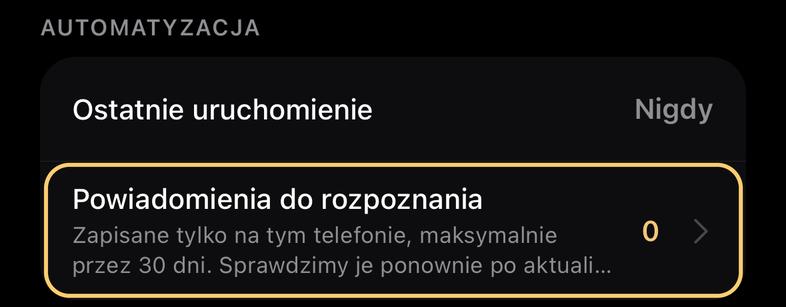 AUTOMATYZACJA
Ostatnie uruchomienie Nigdy
Powiadomienia do rozpoznania
Zapisane tylko na tym telefonie, maksymalnie
przez 30 dni. Sprawdzimy je ponownie po aktuali...
0